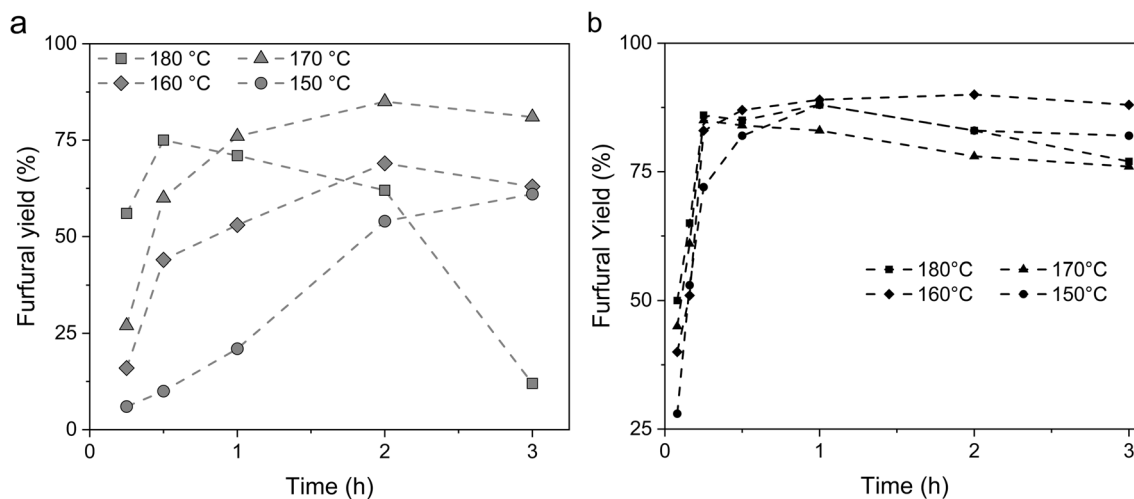 a
100
75
50
25
0
Furfural yield (%)
180 °C
170 °C
160 °C
150 °C
0
1
2
3
Time (h)
b
100
75
50
25
Furfural Yield (%)
180°C
170°C
160°C
150°C
0
1
2
3
Time (h)